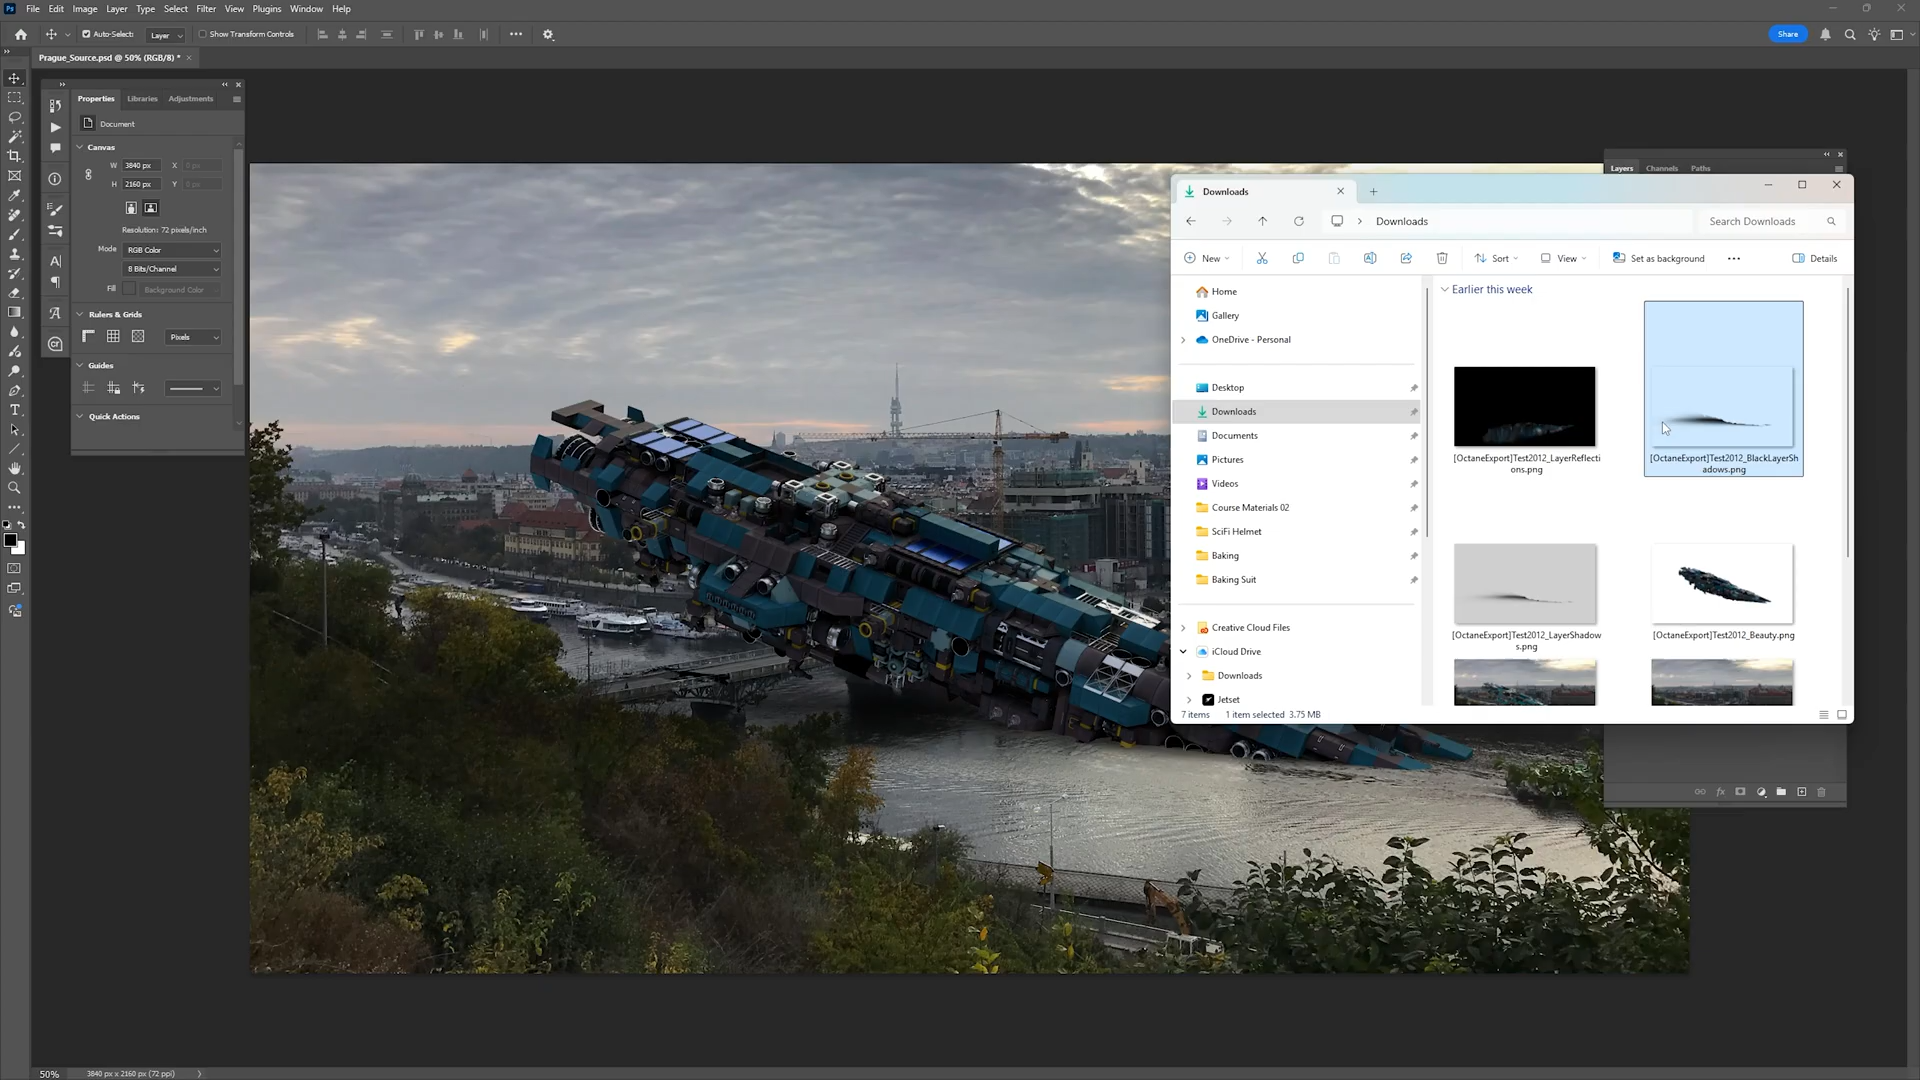 Ps File Edit Image Layer Type Select Filter View Plugins Window Help
Auto-Select: Layer Show Transform Controls Share
Prague_Source.psd @ 50% (RGB/8) *
Properties Libraries Adjustments
Document
Canvas
W 3840 px X 0 px
H 2160 px Y 0 px
Resolution: 72 pixels/inch
Mode RGB Color
8 Bits/Channel
Fill Background Color
Rulers & Grids
Pixels
Guides
Quick Actions
Layers Channels Paths
Downloads
Downloads
Search Downloads
New Sort View Set as background Details
Home
Gallery
OneDrive - Personal
Desktop
Downloads
Documents
Pictures
Videos
Course Materials 02
SciFi Helmet
Baking
Baking Suit
Creative Cloud Files
iCloud Drive
Downloads
Jetset
Earlier this week
[OctaneExport]Test2012_LayerReflecti
ons.png
[OctaneExport]Test2012_BlackLayerSh
adows.png
[OctaneExport]Test2012_LayerShadow
s.png
[OctaneExport]Test2012_Beauty.png
7 items 1 item selected 3.75 MB
50% 3840 px x 2160 px (72 ppi)